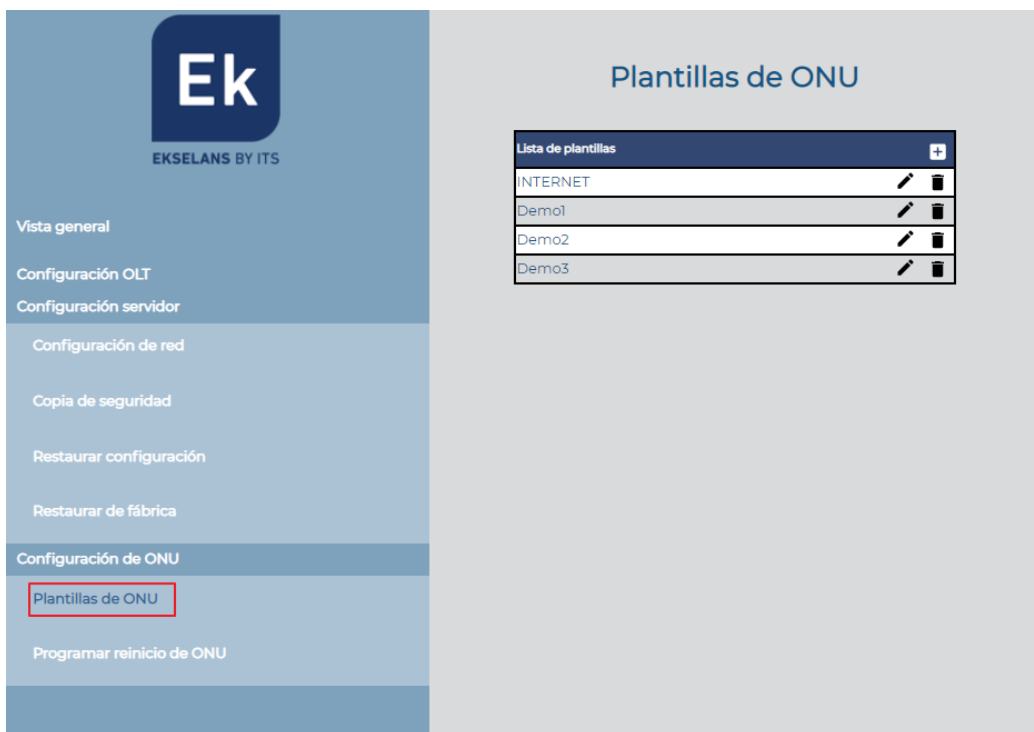 Ek
EKSELANS BY ITS
Vista general
Configuración OLT
Configuración servidor
Configuración de red
Copia de seguridad
Restaurar configuración
Restaurar de fábrica
Configuración de ONU
Plantillas de ONU
Programar reinicio de ONU
Plantillas de ONU
Lista de plantillas
INTERNET
Demo1
Demo2
Demo3